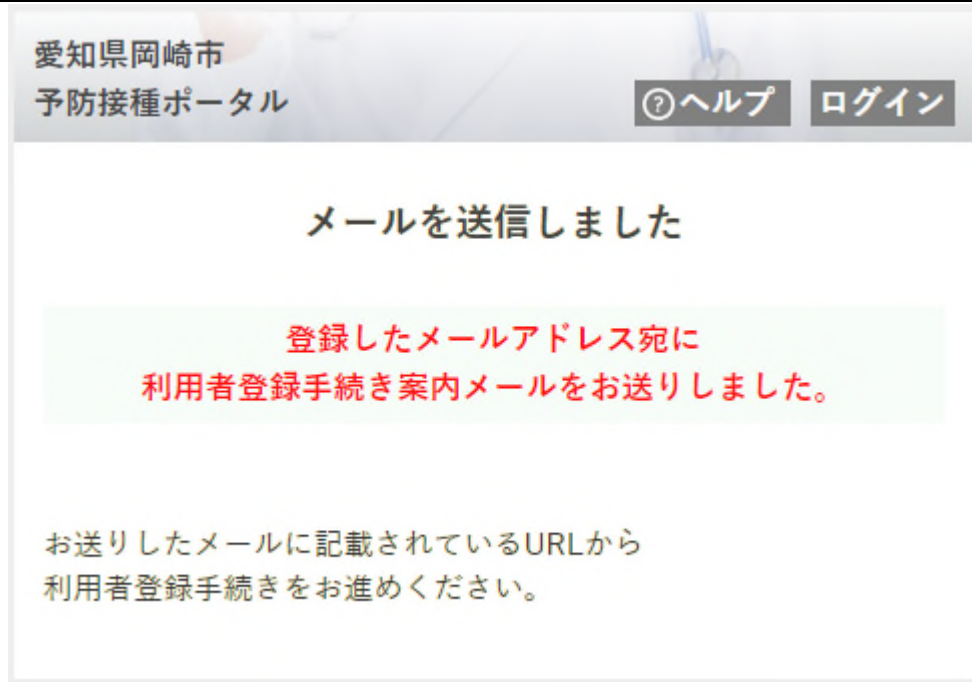 愛知県岡崎市
予防接種ポータル
?ヘルプ ログイン
メールを送信しました
登録したメールアドレス宛に
利用者登録手続き案内メールをお送りしました。
お送りしたメールに記載されているURLから
利用者登録手続きをお進めください。